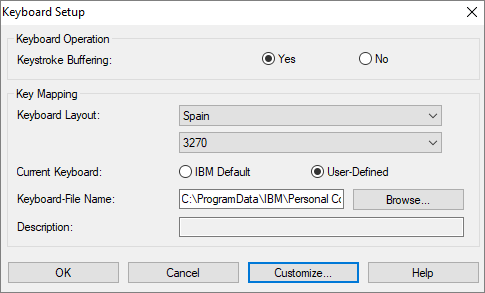 Keyboard Setup
Keyboard Operation
Keystroke Buffering: Yes No
Key Mapping
Keyboard Layout: Spain
3270
Current Keyboard: IBM Default User-Defined
Keyboard-File Name: C:\ProgramData\IBM\Personal Co Browse...
Description:
OK Cancel Customize... Help